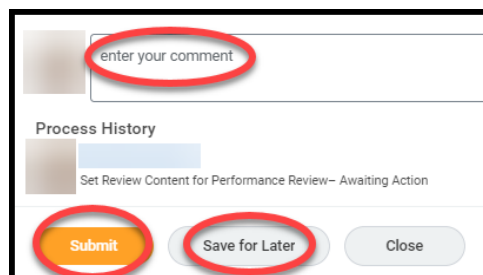 enter your comment
Process History
Set Review Content for Performance Review– Awaiting Action
Submit Save for Later Close